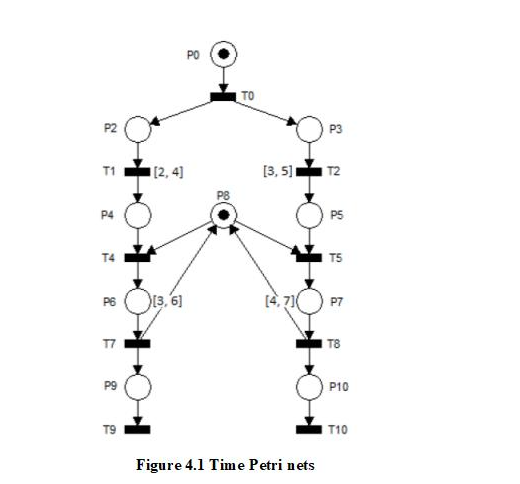 P0
T0
P2
P3
T1 [2, 4]
[3, 5] T2
P8
P4
P5
T4
T5
P6 [3, 6]
[4, 7] P7
T7
T8
P9
P10
T9
T10
Figure 4.1 Time Petri nets